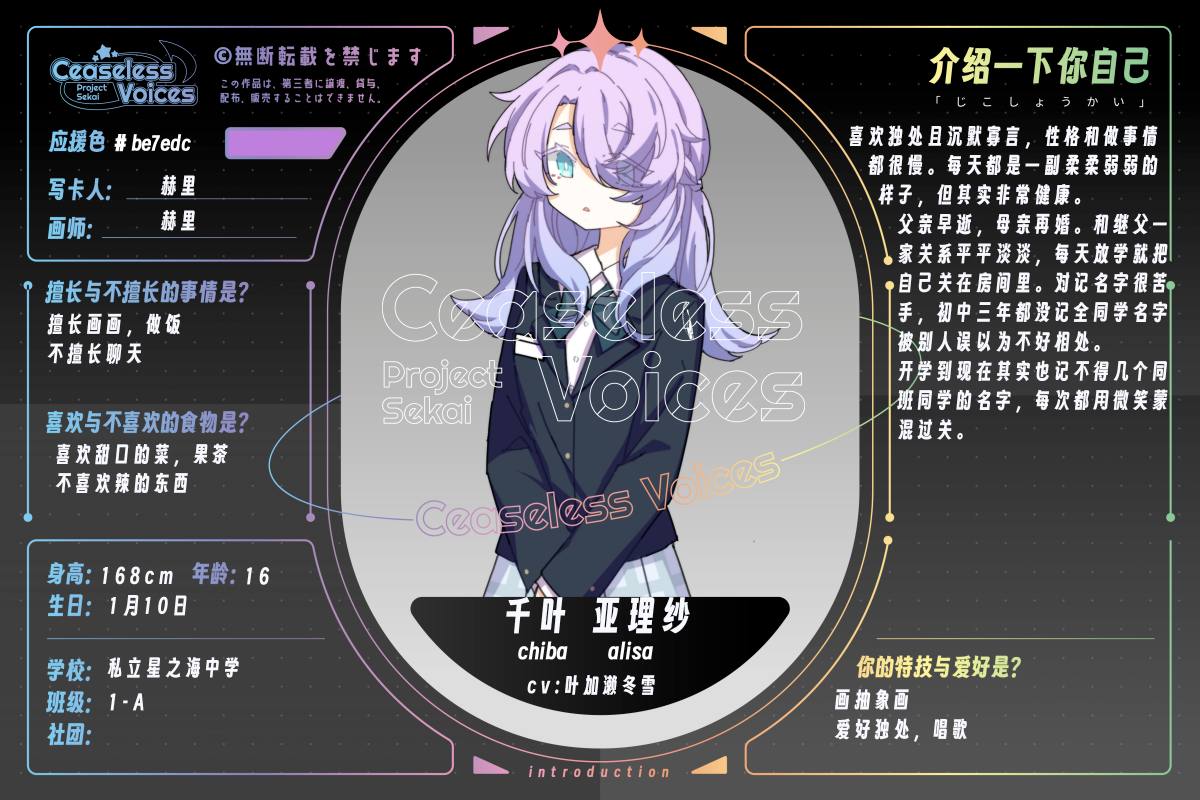 Ceaseless
Project
Sekai
Voices
©無断転載を禁じます
この作品は、第三者に譲渡、貸与、
配布、販売することはできません。
应援色 # be7edc
写卡人: 赫里
画师: 赫里
擅长与不擅长的事情是?
擅长画画，做饭
不擅长聊天
喜欢与不喜欢的食物是?
喜欢甜口的菜，果茶
不喜欢辣的东西
身高: 168cm 年龄: 16
生日: 1月10日
学校: 私立星之海中学
班级: 1-A
社团:
Ceaseless
Project
Sekai
Voices
Ceaseless Voices
千叶 亚理纱
chiba alisa
cv:叶加濑冬雪
introduction
介绍一下你自己
「じこしょうかい」
喜欢独处且沉默寡言，性格和做事情
都很慢。每天都是一副柔柔弱弱的
样子，但其实非常健康。
父亲早逝，母亲再婚。和继父一
家关系平平淡淡，每天放学就把
自己关在房间里。对记名字很苦
手，初中三年都没记全同学名字
被别人误以为不好相处。
开学到现在其实也记不得几个同
班同学的名字，每次都用微笑蒙
混过关。
你的特技与爱好是?
画抽象画
爱好独处，唱歌